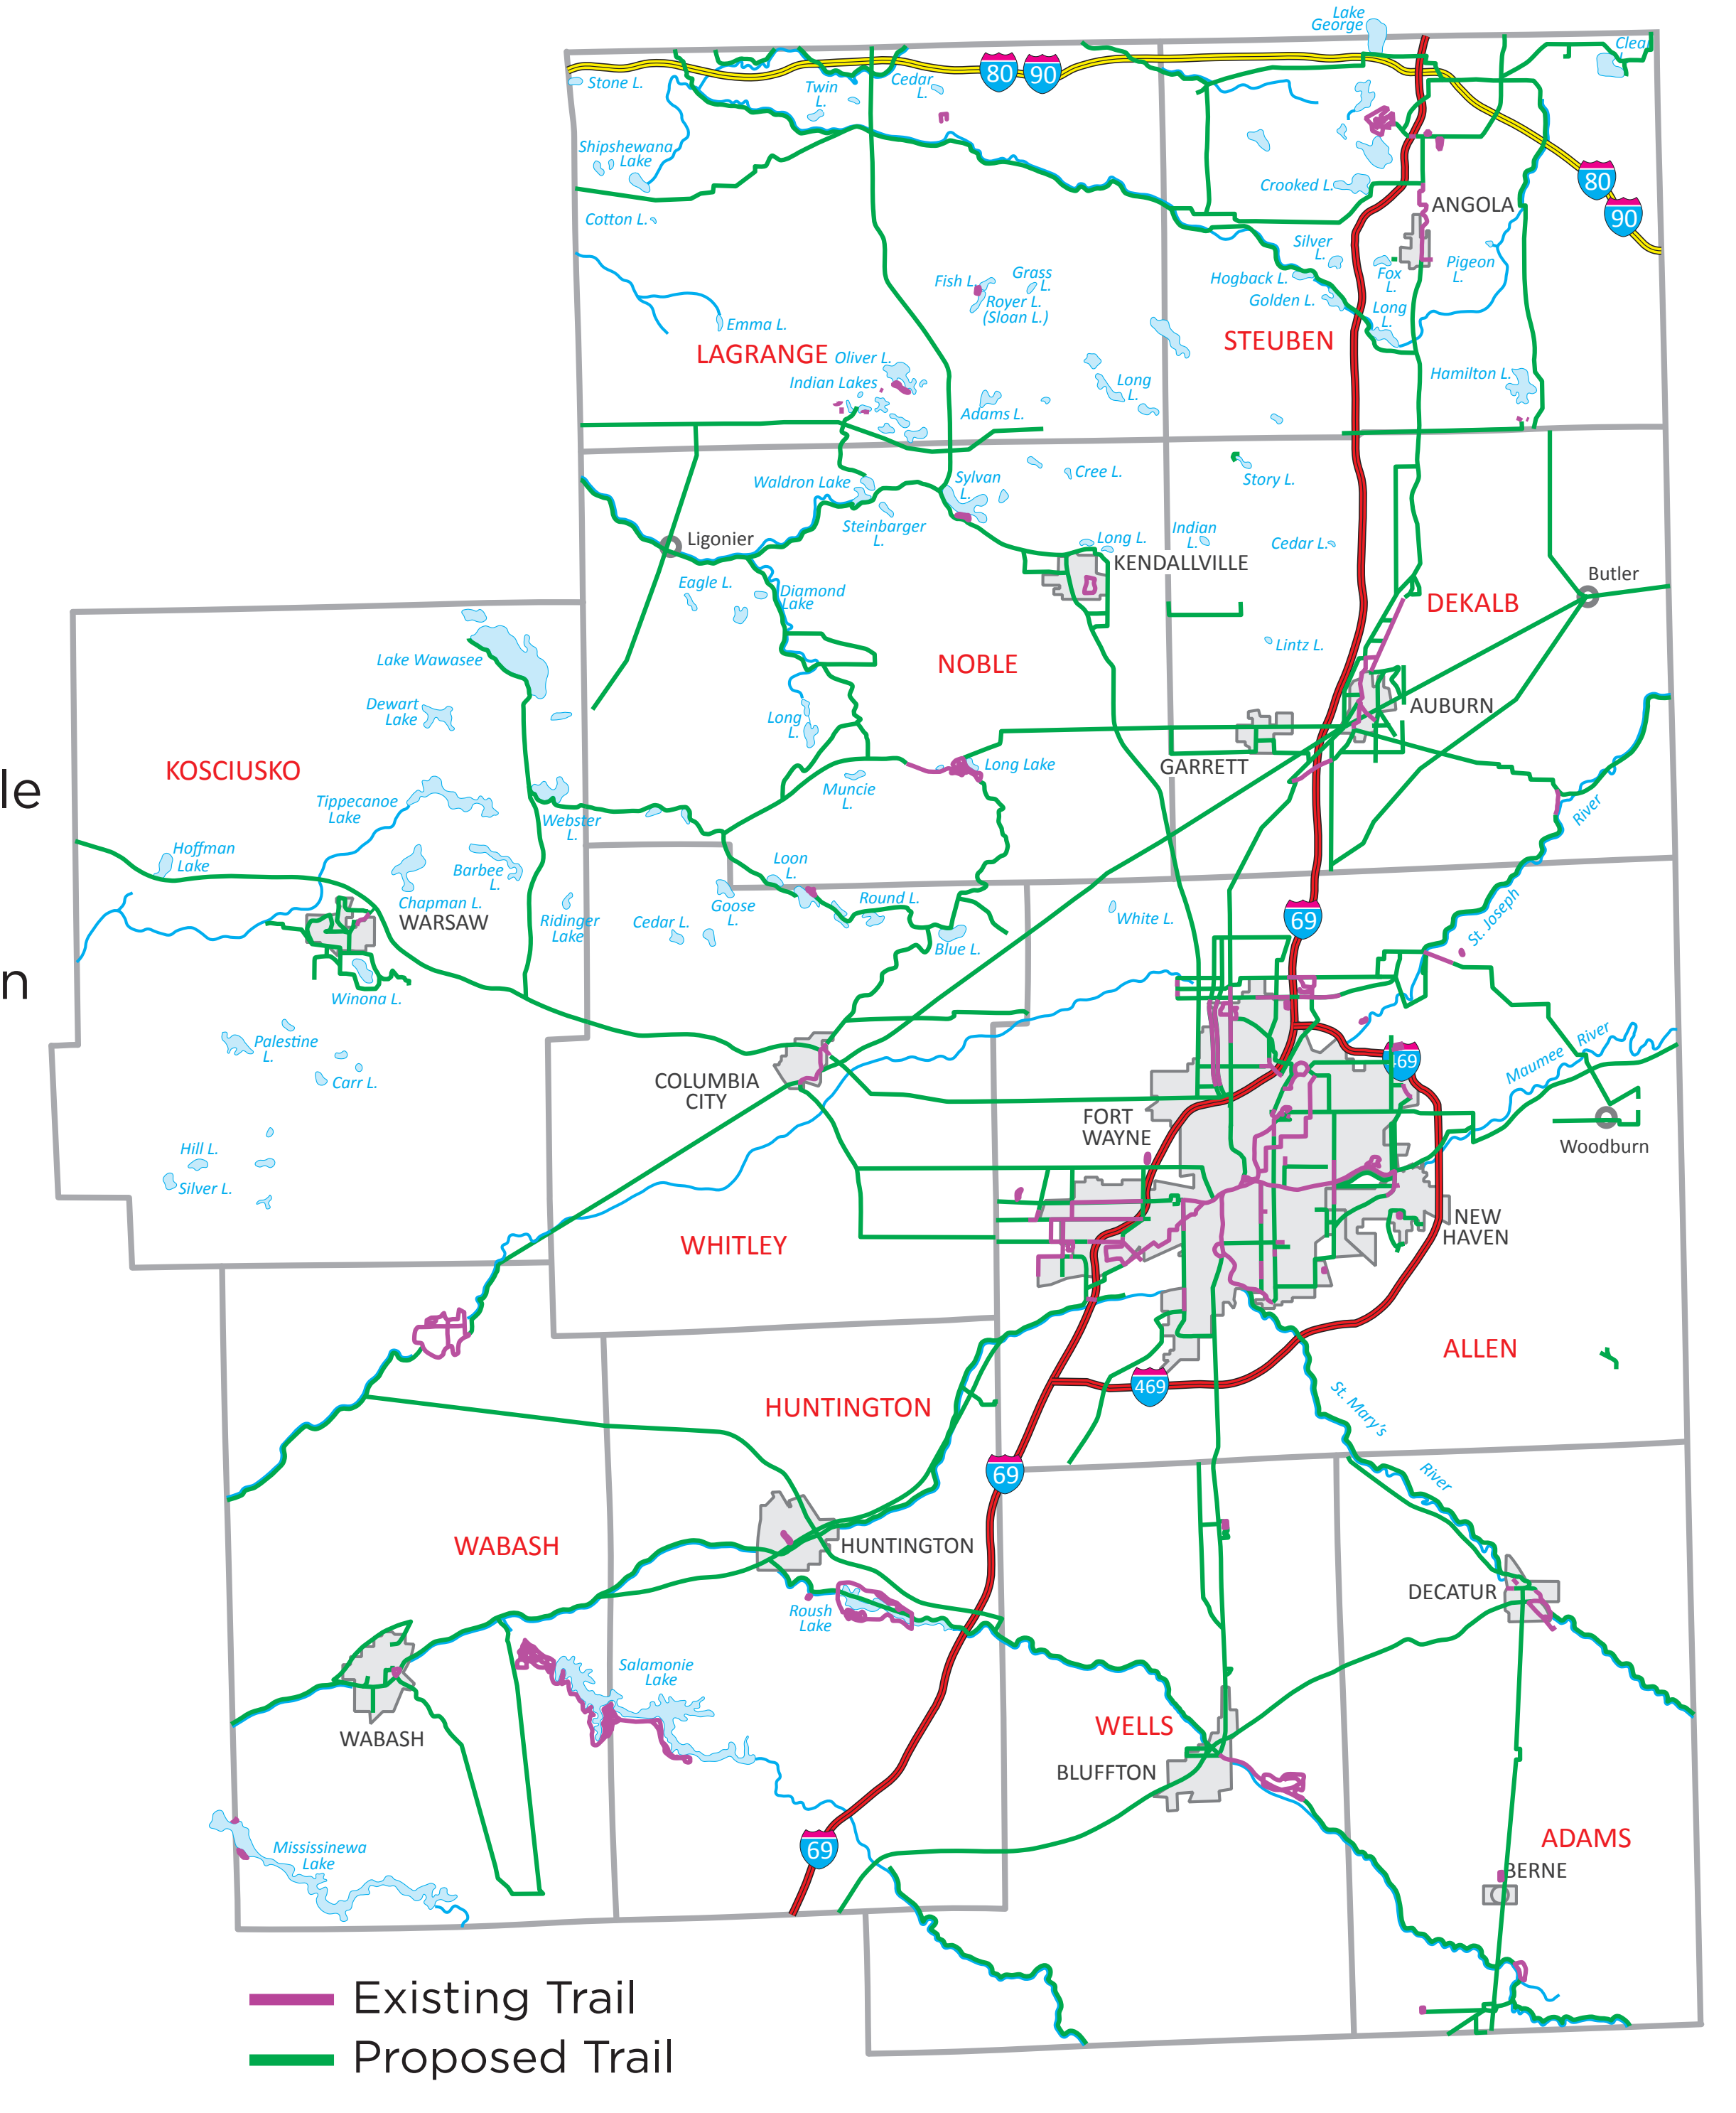 Lake
George
Clea
Stone L.
Twin
L.
Cedar
L.
80
90
Shipshewana
Lake
Crooked L.
80
90
ANGOLA
Cotton L.
Silver
L.
Fox
L.
Pigeon
L.
Fish L.
Grass
L.
Royer L.
(Sloan L.)
Hogback L.
Golden L.
Long
L.
Emma L.
LAGRANGE
STEUBEN
Oliver L.
Indian Lakes
Long
L.
Hamilton L.
Adams L.
Waldron Lake
Sylvan
L.
Cree L.
Story L.
Steinbarger
L.
Ligonier
Long L.
Indian
L.
Cedar L.
KENDALLVILLE
Butler
Eagle L.
Diamond
Lake
DEKALB
Lake Wawasee
NOBLE
Lintz L.
Dewart
Lake
Long
L.
AUBURN
KOSCIUSKO
GARRETT
le
Long Lake
Tippecanoe
Lake
Muncie
L.
Webster
L.
River
Hoffman
Lake
Barbee
L.
Loon
L.
Chapman L.
WARSAW
Ridinger
Lake
Cedar L.
Goose
L.
Round L.
White L.
69
St. Joseph
Blue L.
n
Winona L.
Palestine
L.
Carr L.
COLUMBIA
CITY
469
Maumee
River
FORT
WAYNE
Woodburn
Hill L.
Silver L.
WHITLEY
NEW
HAVEN
ALLEN
469
HUNTINGTON
St. Mary's
69
River
WABASH
HUNTINGTON
Roush
Lake
DECATUR
Salamonie
Lake
WABASH
WELLS
BLUFFTON
69
Mississinewa
Lake
ADAMS
BERNE
Existing Trail
Proposed Trail